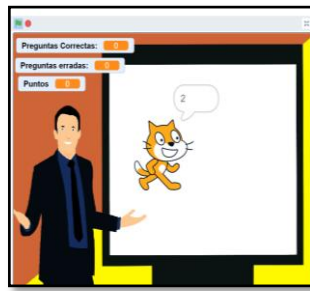 Preguntas Correctas: 0
Preguntas erradas: 0
Puntos 0
2